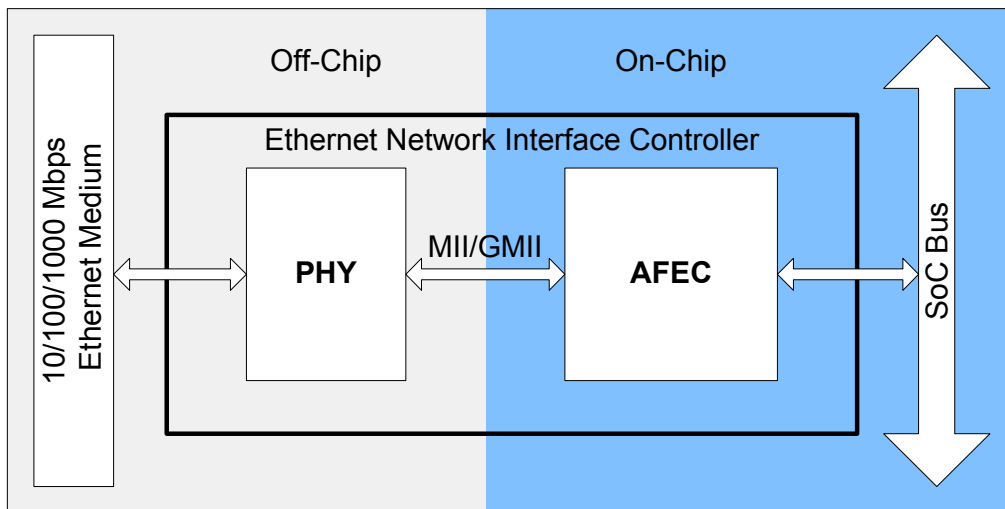 Off-Chip
On-Chip
Ethernet Network Interface Controller
10/100/1000 Mbps
Ethernet Medium
PHY
MII/GMII
AFEC
SoC Bus